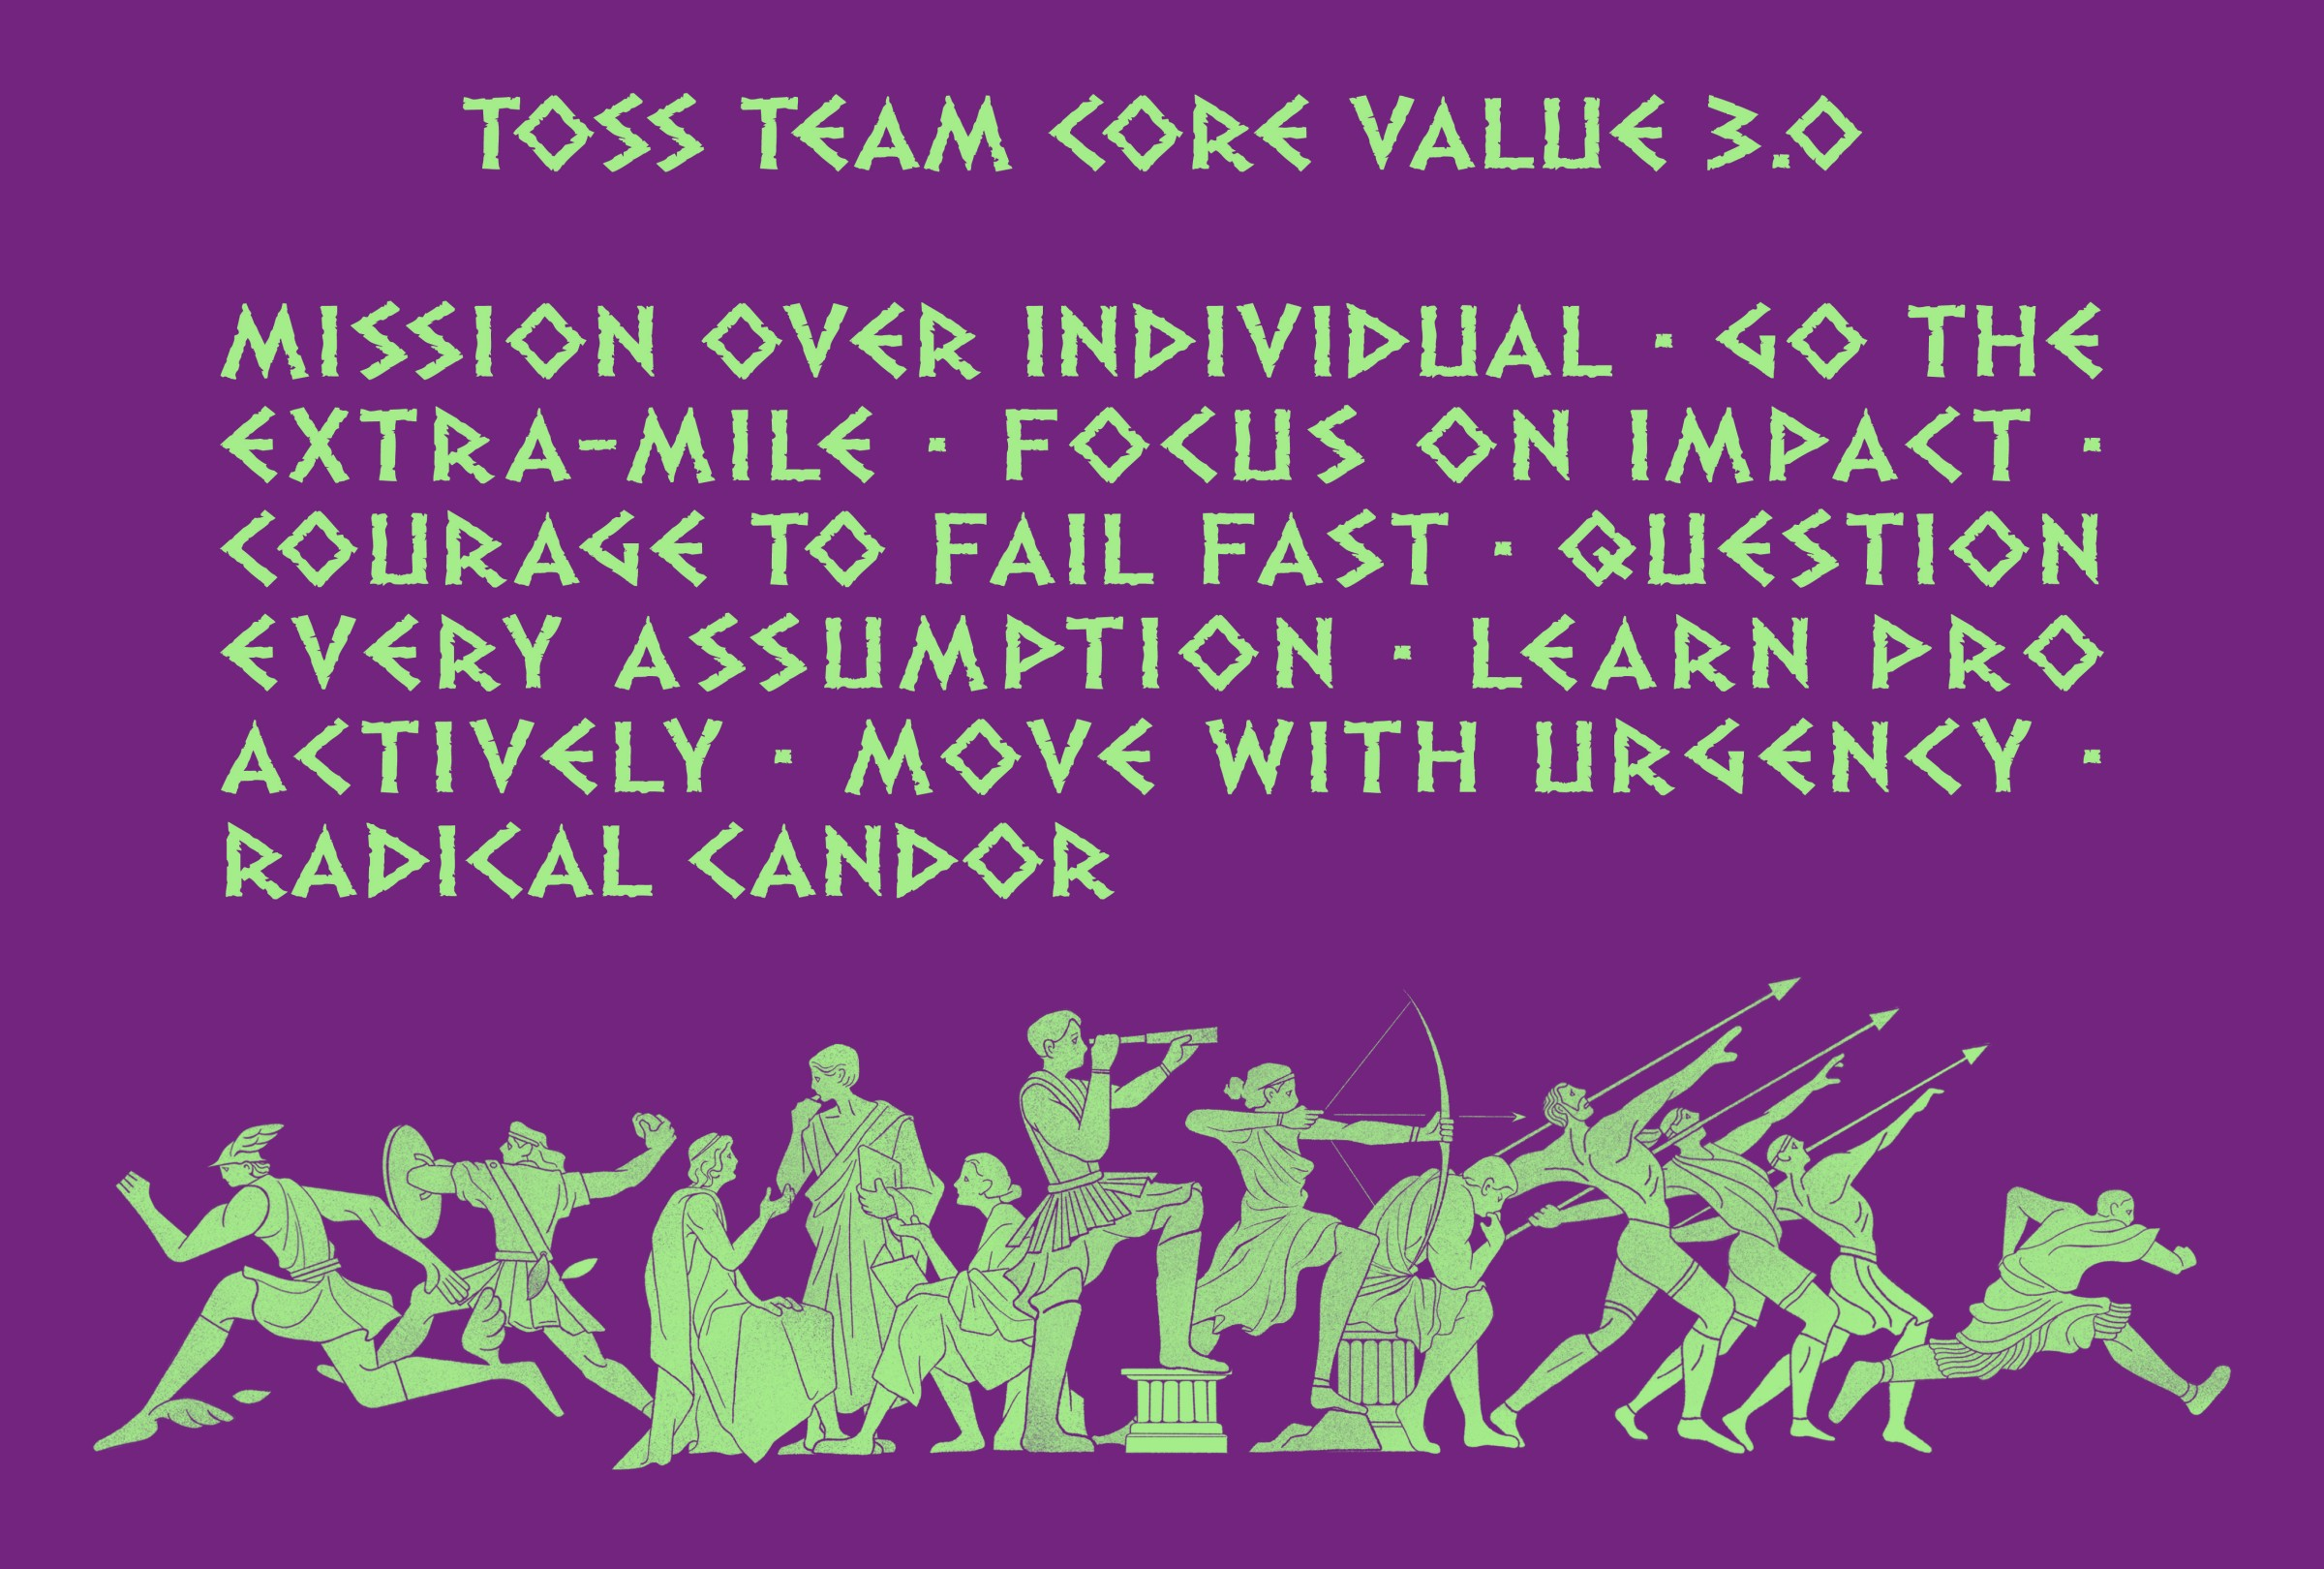 TOSS TEAM CORE VALUE 3.0
MISSION OVER INDIVIDUAL · GO THE
EXTRA-MILE · FOCUS ON IMPACT ·
COURAGE TO FAIL FAST · QUESTION
EVERY ASSUMPTION · LEARN PRO
ACTIVELY · MOVE WITH URGENCY ·
RADICAL CANDOR